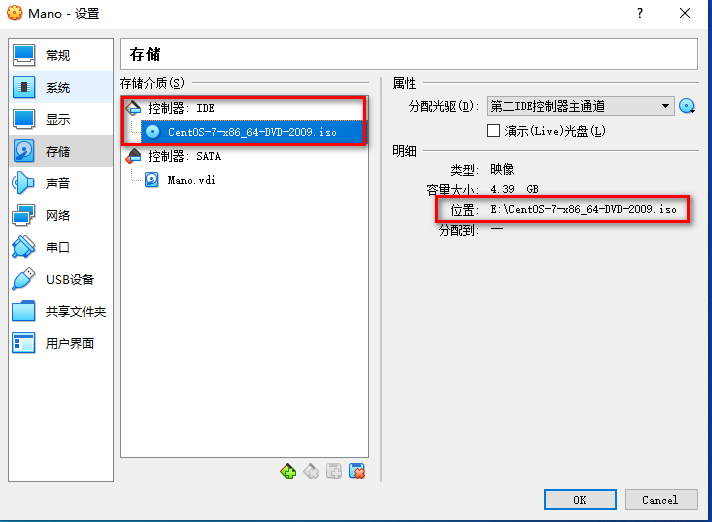 Mano - 设置
常规
系统
显示
存储
声音
网络
串口
USB设备
共享文件夹
用户界面
存储
存储介质(S)
控制器: IDE
CentOS-7-x86_64-DVD-2009.iso
控制器: SATA
Mano.vdi
属性
分配光驱(D): 第二IDE控制器主通道
演示(Live)光盘(L)
明细
类型: 映像
容量大小: 4.39 GB
位置: E:\CentOS-7-x86_64-DVD-2009.iso
分配到: --
OK Cancel